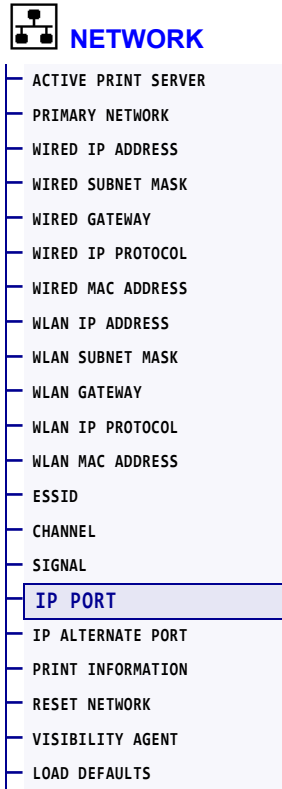 NETWORK
ACTIVE PRINT SERVER
PRIMARY NETWORK
WIRED IP ADDRESS
WIRED SUBNET MASK
WIRED GATEWAY
WIRED IP PROTOCOL
WIRED MAC ADDRESS
WLAN IP ADDRESS
WLAN SUBNET MASK
WLAN GATEWAY
WLAN IP PROTOCOL
WLAN MAC ADDRESS
ESSID
CHANNEL
SIGNAL
IP PORT
IP ALTERNATE PORT
PRINT INFORMATION
RESET NETWORK
VISIBILITY AGENT
LOAD DEFAULTS